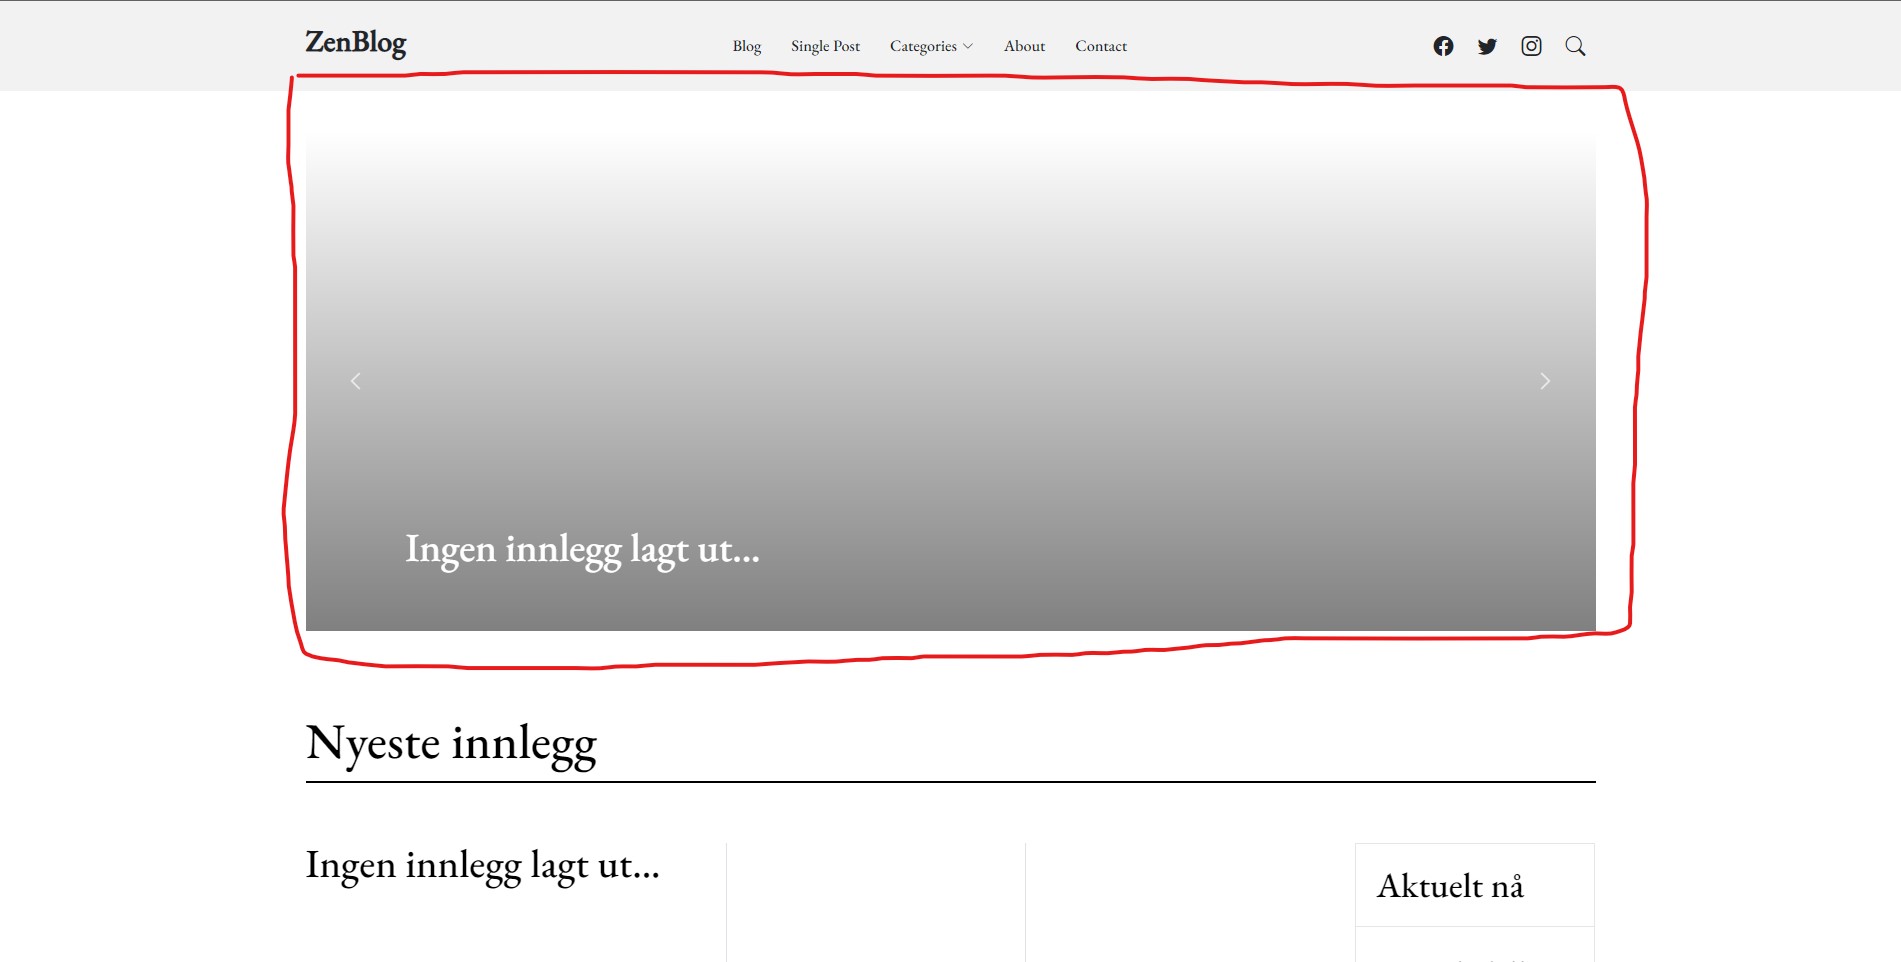 ZenBlog
Blog Single Post Categories About Contact
Ingen innlegg lagt ut...
Nyeste innlegg
Ingen innlegg lagt ut...
Aktuelt nå